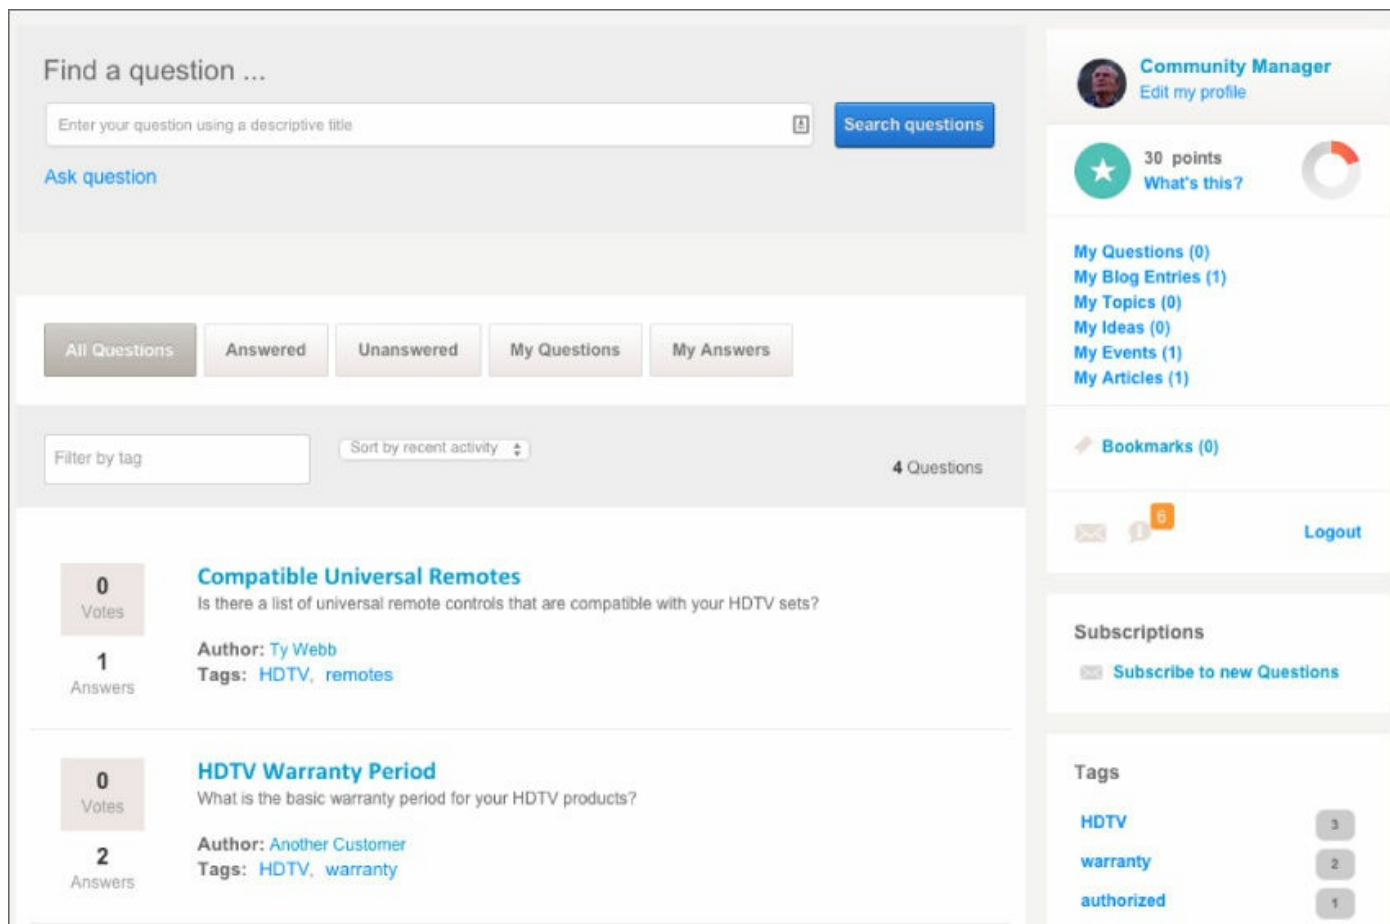 Find a question ...
Enter your question using a descriptive title
Search questions
Ask question
All Questions
Answered
Unanswered
My Questions
My Answers
Filter by tag
Sort by recent activity
4 Questions
0
Votes
1
Answers
Compatible Universal Remotes
Is there a list of universal remote controls that are compatible with your HDTV sets?
Author: Ty Webb
Tags: HDTV, remotes
0
Votes
2
Answers
HDTV Warranty Period
What is the basic warranty period for your HDTV products?
Author: Another Customer
Tags: HDTV, warranty
Community Manager
Edit my profile
30 points
What's this?
My Questions (0)
My Blog Entries (1)
My Topics (0)
My Ideas (0)
My Events (1)
My Articles (1)
Bookmarks (0)
6
Logout
Subscriptions
Subscribe to new Questions
Tags
HDTV 3
warranty 2
authorized 1